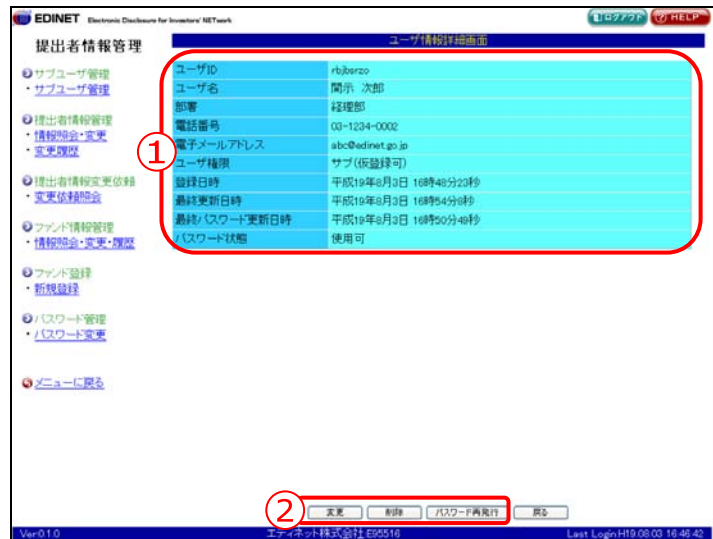 EDINET Electronic Disclosure for Investors' NETwork
ログアウト
HELP
提出者情報管理
ユーザ情報詳細画面
サブユーザ管理
・サブユーザ管理
提出者情報管理
・情報照会・変更
・変更履歴
提出者情報変更依頼
・変更依頼照会
ファンド情報管理
・情報照会・変更・履歴
ファンド登録
・新規登録
パスワード管理
・パスワード変更
メニューに戻る
①
ユーザID rbjbsrzo
ユーザ名 開示 次郎
部署 経理部
電話番号 03-1234-0002
電子メールアドレス abc@edinet.go.jp
ユーザ権限 サブ(仮登録可)
登録日時 平成19年8月3日 16時48分23秒
最終更新日時 平成19年8月3日 16時54分9秒
最終パスワード更新日時 平成19年8月3日 16時50分49秒
パスワード状態 使用可
②
変更 削除 パスワード再発行 戻る
Ver0.1.0 エディネット株式会社 E95516 Last Login:H19.08.03 16:46:42